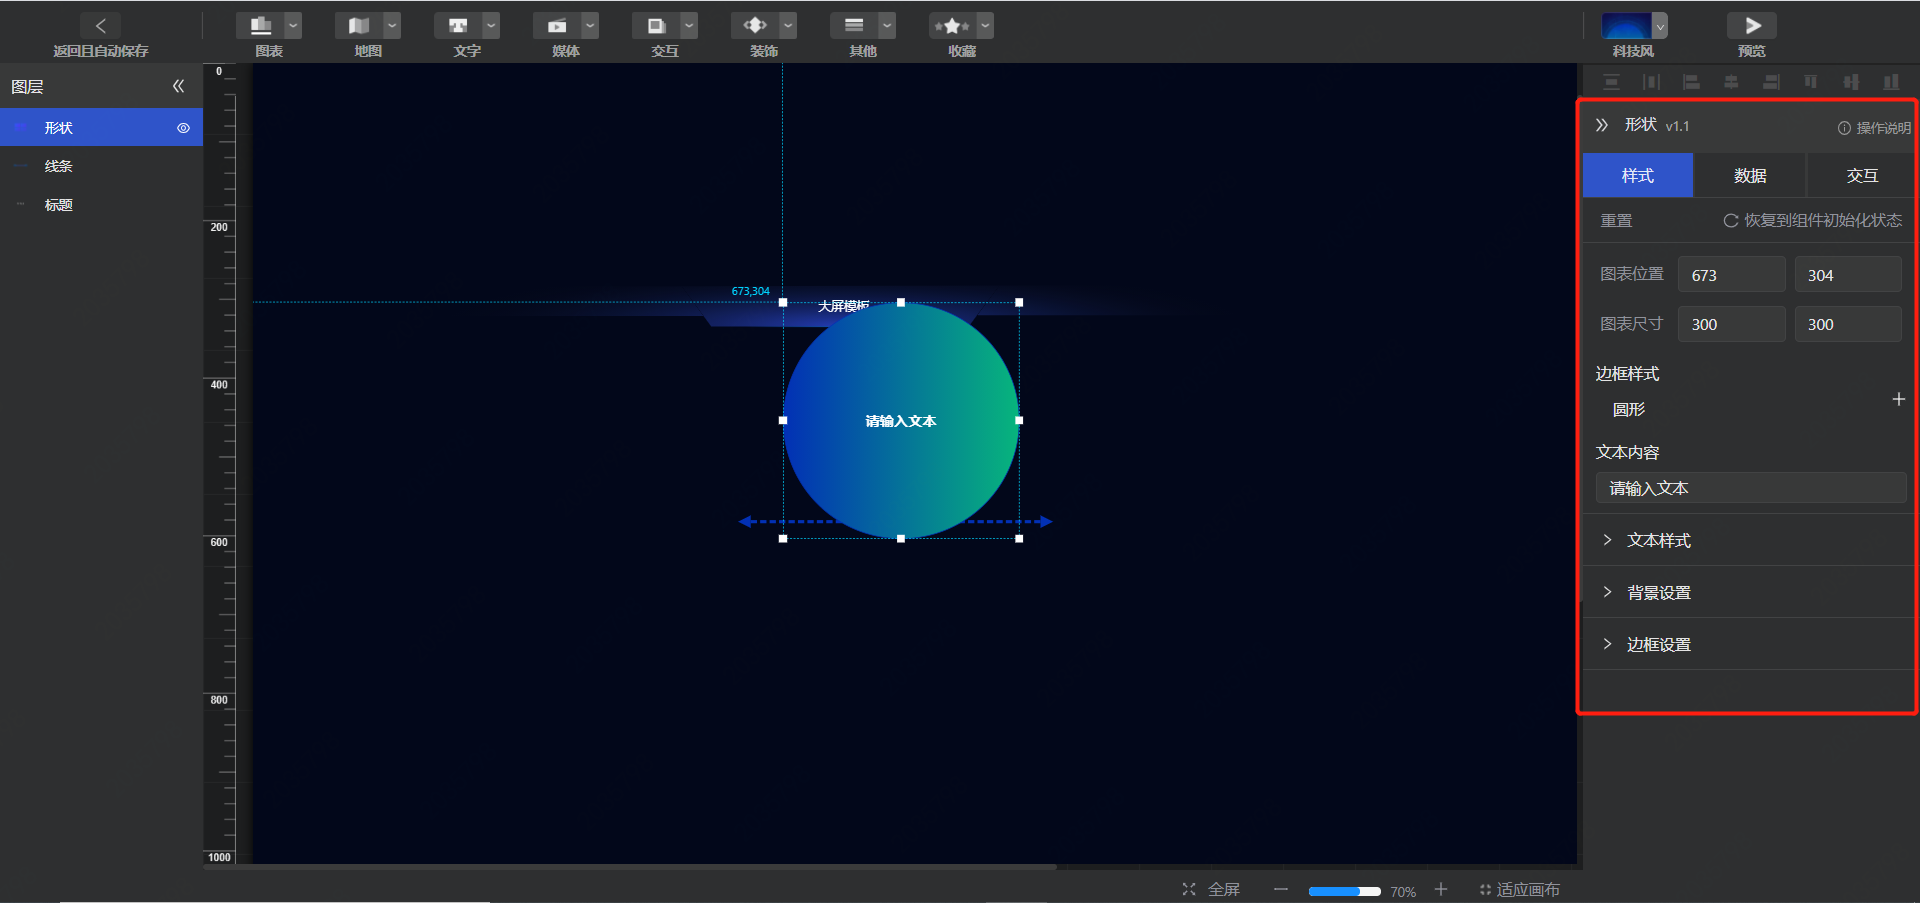 返回且自动保存
图表
地图
文字
媒体
交互
装饰
其他
收藏
科技风
预览
图层
形状
线条
标题
0
200
400
600
800
1000
673,304
大屏模板
请输入文本
形状 v1.1
操作说明
样式
数据
交互
重置
恢复到组件初始化状态
图表位置 673 304
图表尺寸 300 300
边框样式
圆形
文本内容
请输入文本
文本样式
背景设置
边框设置
全屏
70%
适应画布